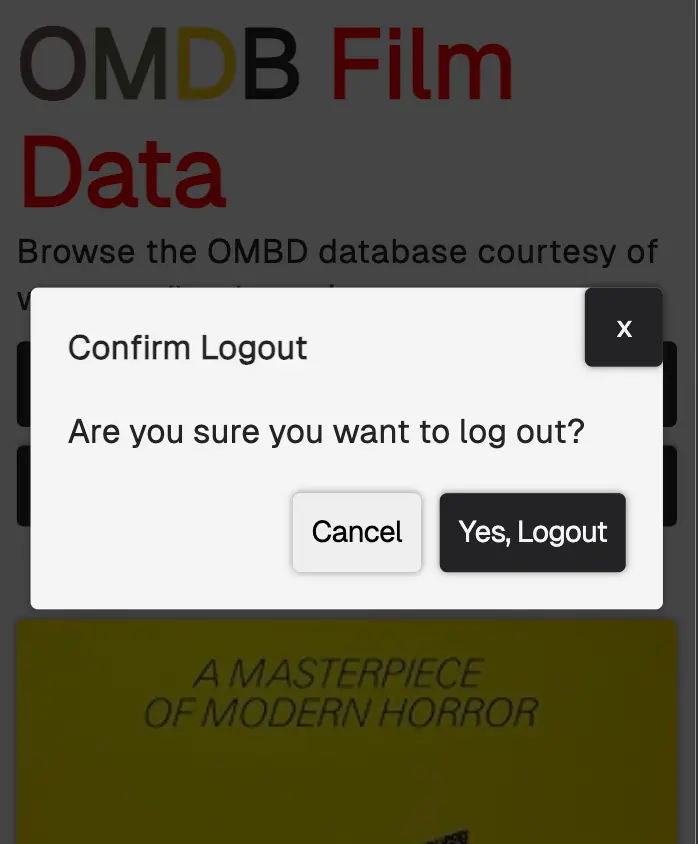 OMDB Film
Data
Browse the OMBD database courtesy of
Confirm Logout
X
Are you sure you want to log out?
Cancel
Yes, Logout
A MASTERPIECE
OF MODERN HORROR